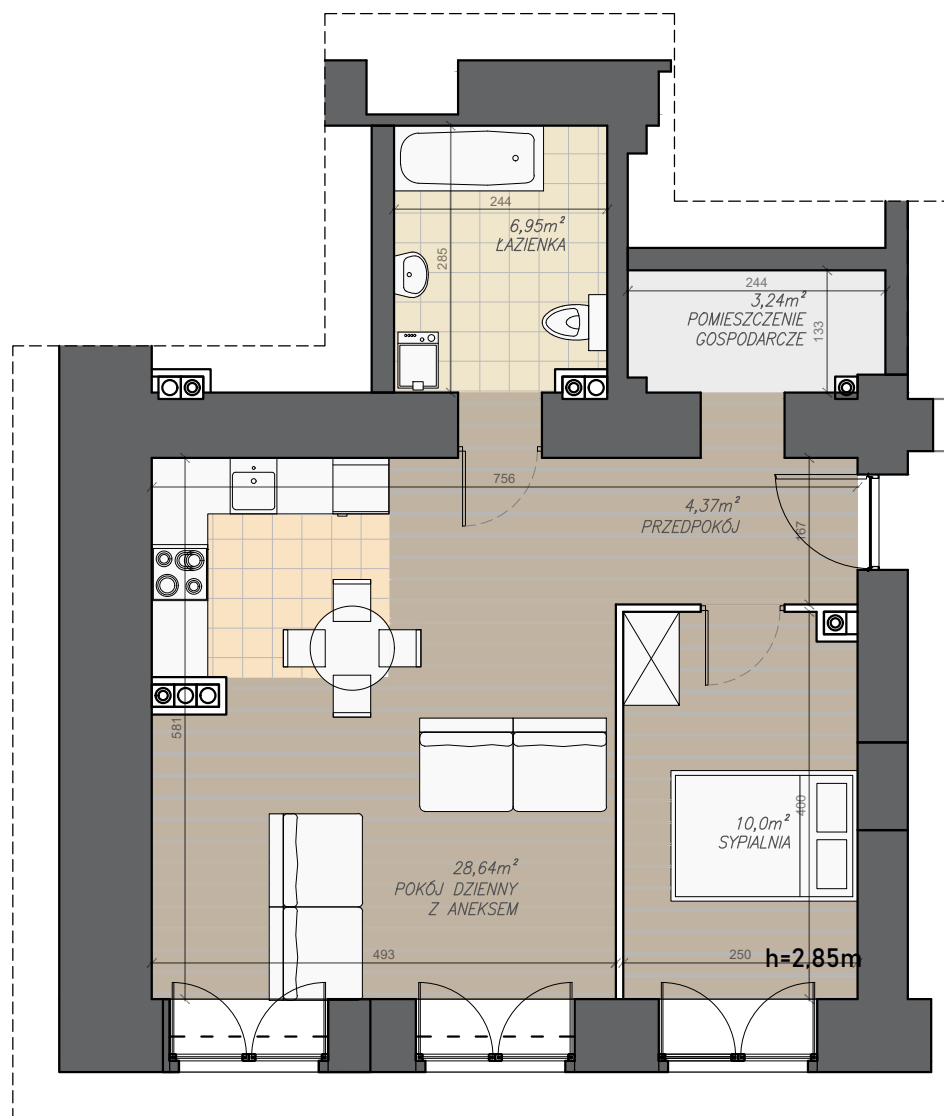 244
6,95m²
ŁAZIENKA
285
244
3,24m²
POMIESZCZENIE
GOSPODARCZE
133
756
4,37m²
PRZEDPOKÓJ
167
581
400
10,0m²
SYPIALNIA
28,64m²
POKÓJ DZIENNY
Z ANEKSEM
493
250
h=2,85m